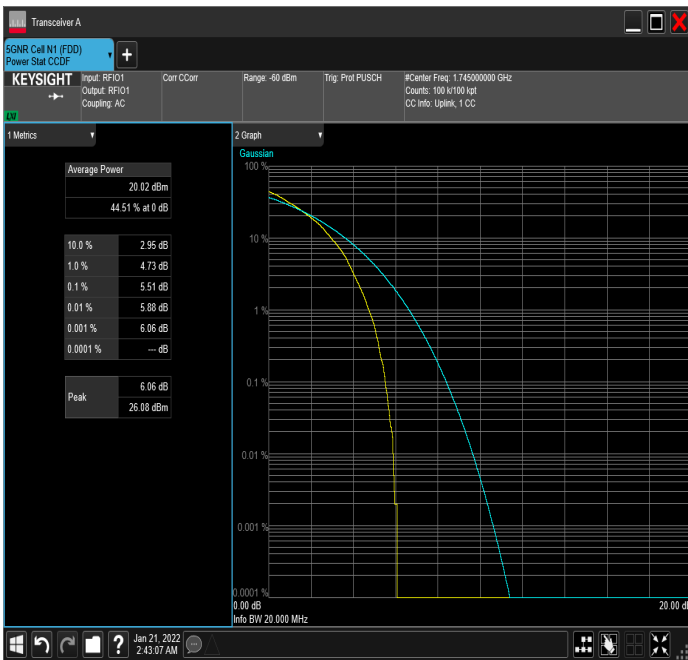 Transceiver A
5GNR Cell N1 (FDD)
Power Stat CCDF
+
KEYSIGHT
Input: RFIO1
Output: RFIO1
Coupling: AC
Corr CCorr
Range: -60 dBm
Trig: Prot PUSCH
#Center Freq: 1.745000000 GHz
Counts: 100 k/100 kpt
CC Info: Uplink, 1 CC
LXI
1 Metrics
Average Power
20.02 dBm
44.51 % at 0 dB
10.0 % 2.95 dB
1.0 % 4.73 dB
0.1 % 5.51 dB
0.01 % 5.88 dB
0.001 % 6.06 dB
0.0001 % --- dB
Peak
6.06 dB
26.08 dBm
2 Graph
Gaussian
100 %
10 %
1 %
0.1 %
0.01 %
0.001 %
0.0001 %
0.00 dB
20.00 dB
Info BW 20.000 MHz
?
Jan 21, 2022
2:43:07 AM